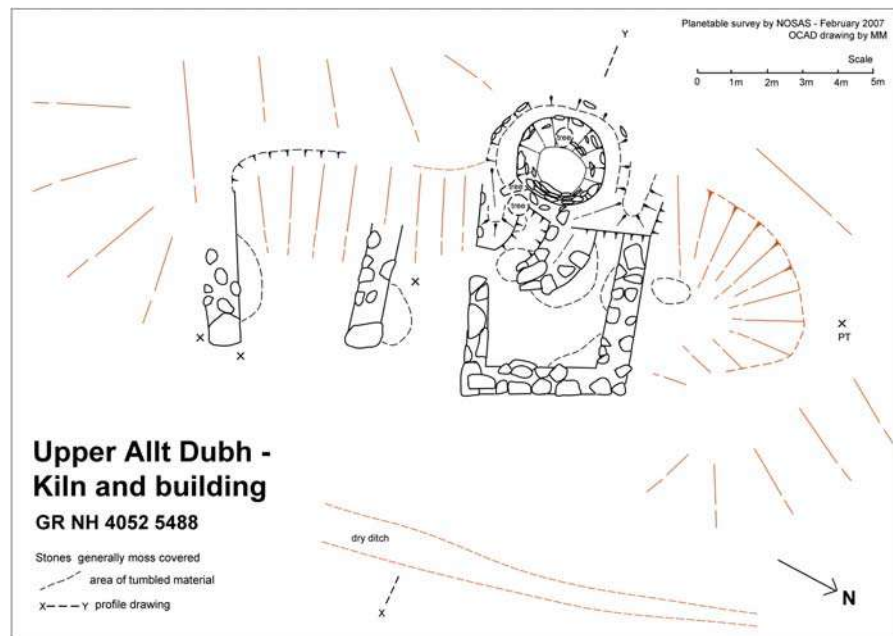 Planetable survey by NOSAS - February 2007
OCAD drawing by MM
Scale
0 1m 2m 3m 4m 5m
Y
tree
tree
tree
X
X
X
X
PT
Upper Allt Dubh -
Kiln and building
GR NH 4052 5488
Stones generally moss covered
area of tumbled material
X – – – Y profile drawing
dry ditch
X
N